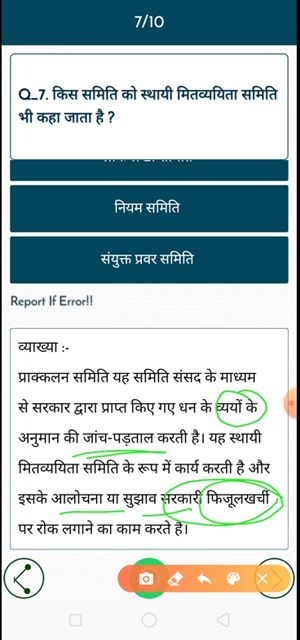 7/10
Q_7. किस समिति को स्थायी मितव्ययिता समिति
भी कहा जाता है ?
नियम समिति
संयुक्त प्रवर समिति
Report If Error!!
व्याख्या :-
प्राक्कलन समिति यह समिति संसद के माध्यम
से सरकार द्वारा प्राप्त किए गए धन के व्ययों के
अनुमान की जांच-पड़ताल करती है। यह स्थायी
मितव्ययिता समिति के रूप में कार्य करती है और
इसके आलोचना या सुझाव सरकारी फिजूलखर्ची
पर रोक लगाने का काम करते है।